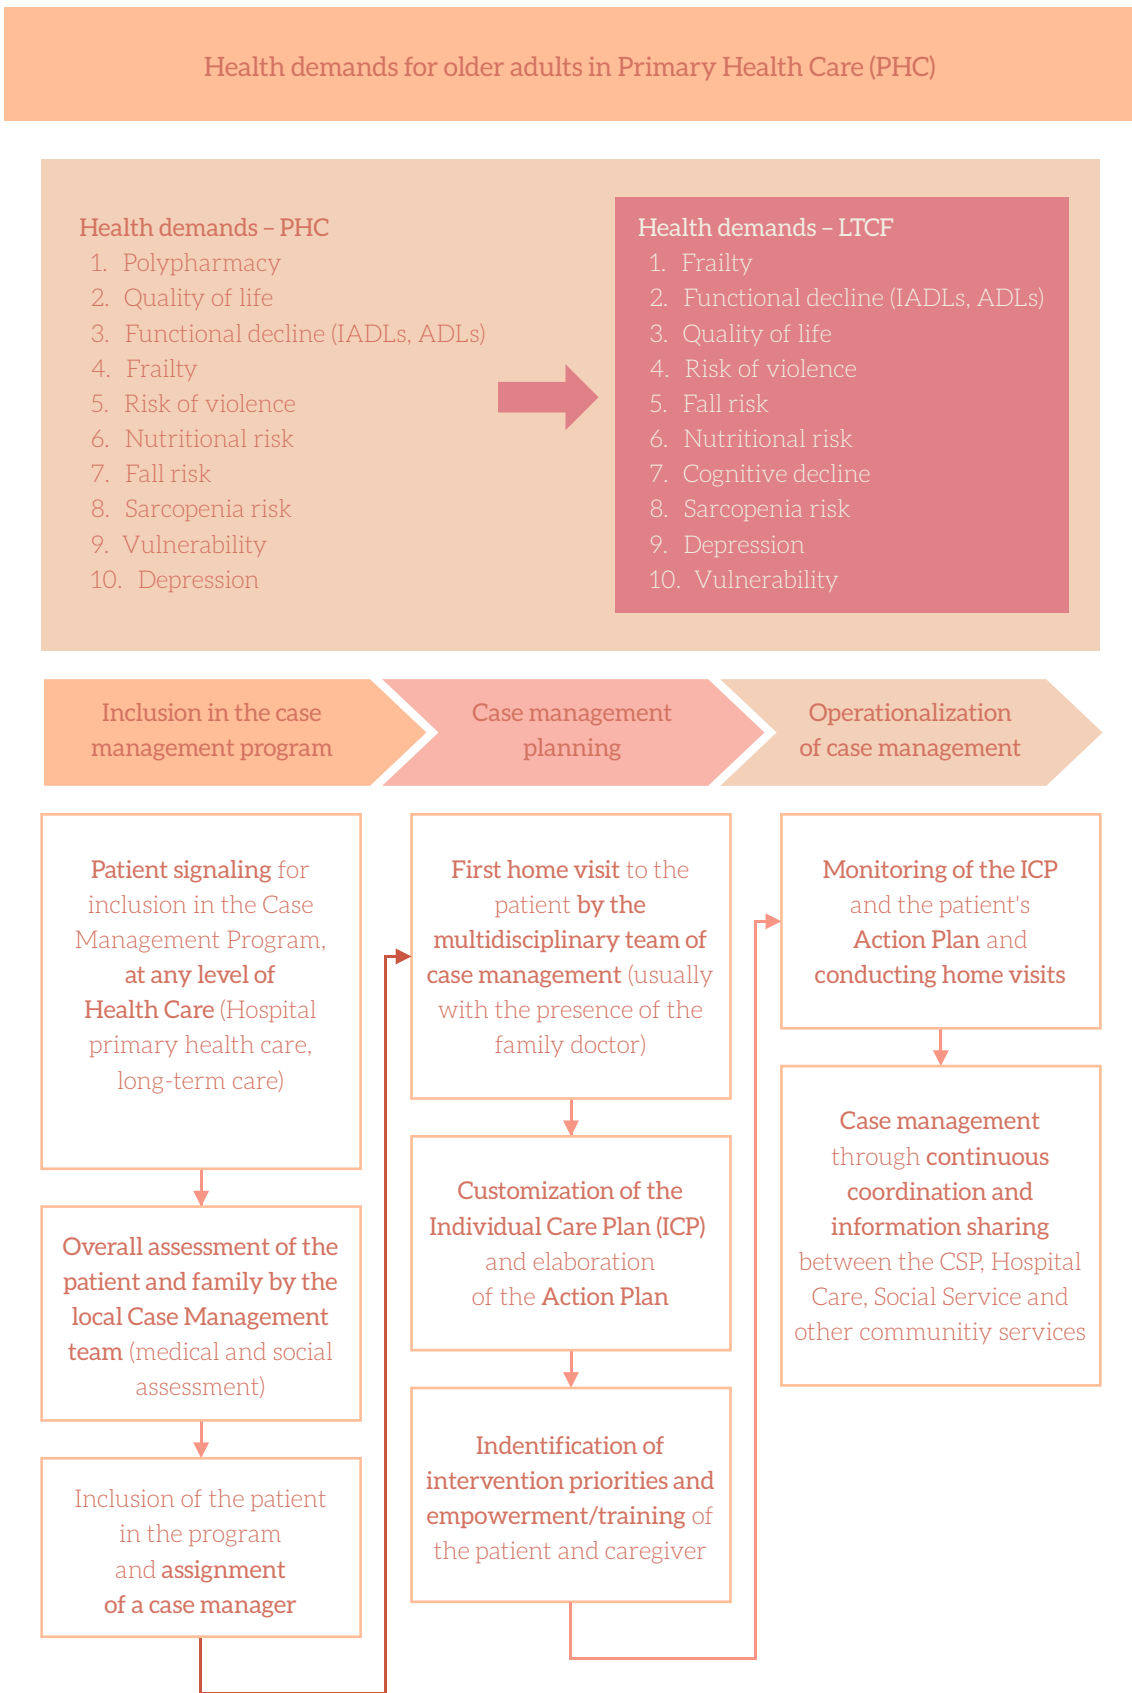 Health demands for older adults in Primary Health Care (PHC)
Health demands – PHC
1. Polypharmacy
2. Quality of life
3. Functional decline (IADLs, ADLs)
4. Frailty
5. Risk of violence
6. Nutritional risk
7. Fall risk
8. Sarcopenia risk
9. Vulnerability
10. Depression
Health demands – LTCF
1. Frailty
2. Functional decline (IADLs, ADLs)
3. Quality of life
4. Risk of violence
5. Fall risk
6. Nutritional risk
7. Cognitive decline
8. Sarcopenia risk
9. Depression
10. Vulnerability
Inclusion in the case
management program
Case management
planning
Operationalization
of case management
Patient signaling for
inclusion in the Case
Management Program,
at any level of
Health Care (Hospital
primary health care,
long-term care)
Overall assessment of the
patient and family by the
local Case Management
team (medical and social
assessment)
Inclusion of the patient
in the program
and assignment
of a case manager
First home visit to the
patient by the
multidisciplinary team of
case management (usually
with the presence of the
family doctor)
Customization of the
Individual Care Plan (ICP)
and elaboration
of the Action Plan
Indentification of
intervention priorities and
empowerment/training of
the patient and caregiver
Monitoring of the ICP
and the patient's
Action Plan and
conducting home visits
Case management
through continuous
coordination and
information sharing
between the CSP, Hospital
Care, Social Service and
other communitiy services